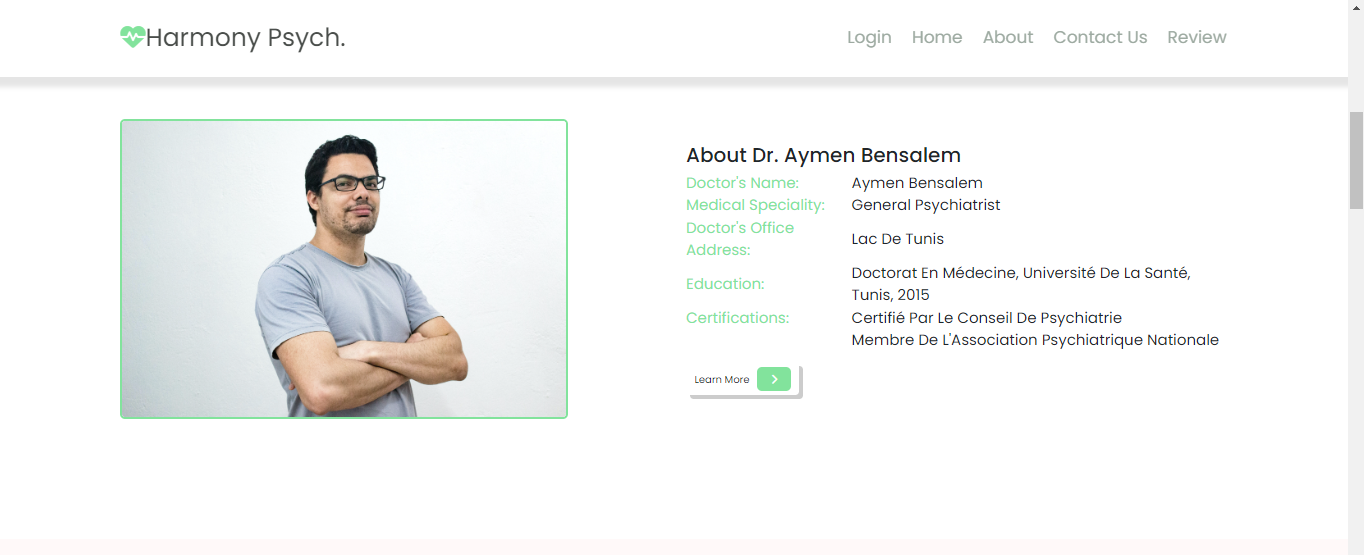 Harmony Psych.
Login Home About Contact Us Review
About Dr. Aymen Bensalem
Doctor's Name: Aymen Bensalem
Medical Speciality: General Psychiatrist
Doctor's Office
Address:
Lac De Tunis
Education:
Doctorat En Médecine, Université De La Santé,
Tunis, 2015
Certifications: Certifié Par Le Conseil De Psychiatrie
Membre De L'Association Psychiatrique Nationale
Learn More